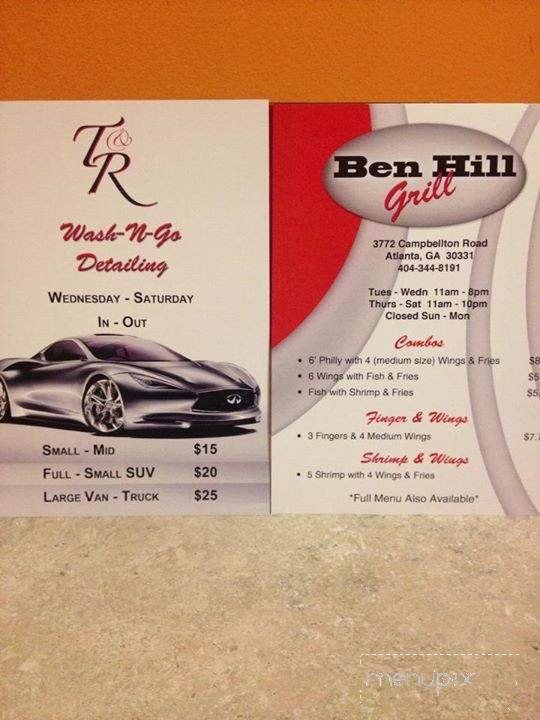 T & R
Wash-N-Go
Detailing
Wednesday - Saturday
In - Out
Small - Mid $15
Full - Small SUV $20
Large Van - Truck $25
Ben Hill
Grill
3772 Campbellton Road
Atlanta, GA 30331
404-344-8191
Tues - Wedn 11am - 8pm
Thurs - Sat 11am - 10pm
Closed Sun - Mon
Combos
• 6' Philly with 4 (medium size) Wings & Fries $8
• 6 Wings with Fish & Fries $5
• Fish with Shrimp & Fries $5
Finger & Wings
• 3 Fingers & 4 Medium Wings $7.
Shrimp & Wings
• 5 Shrimp with 4 Wings & Fries
*Full Menu Also Available*
menupix